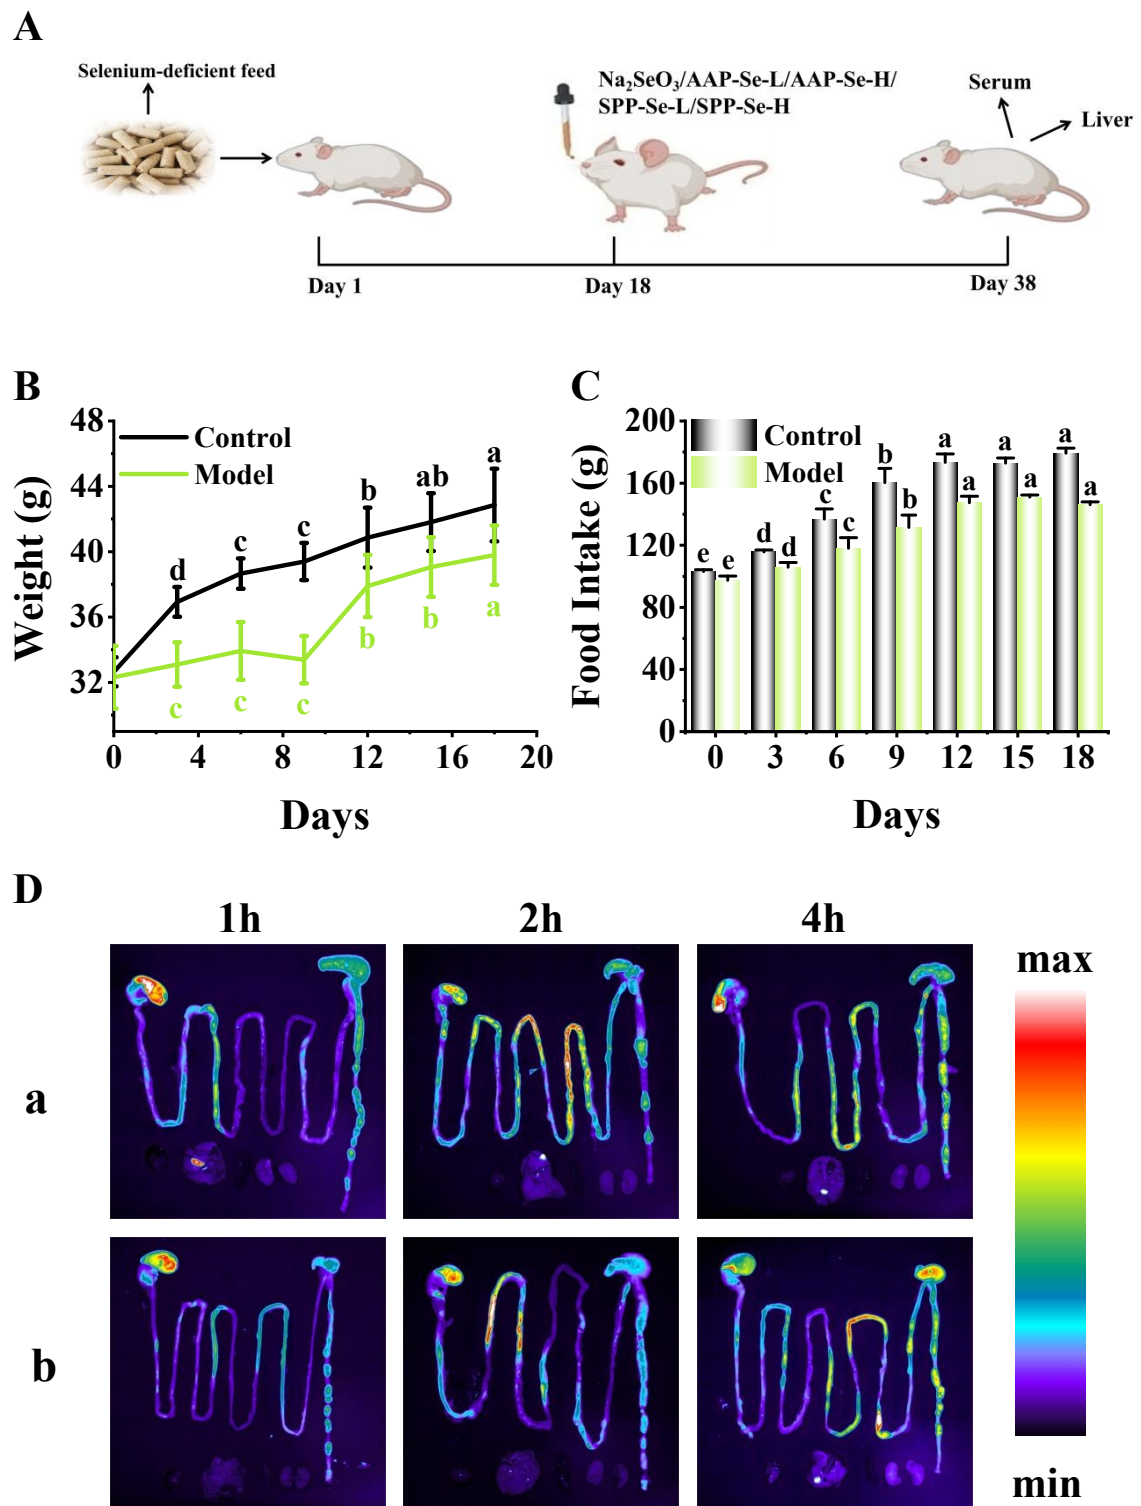 A
Selenium-deficient feed
Na₂SeO₃/AAP-Se-L/AAP-Se-H/
SPP-Se-L/SPP-Se-H
Serum
Liver
Day 1
Day 18
Day 38
B
Weight (g)
48
44
40
36
32
Control
Model
d
c
c
b
ab
a
c
c
c
b
b
a
0
4
8
12
16
20
Days
C
Food Intake (g)
200
160
120
80
40
0
Control
Model
e
e
d
d
c
c
b
b
a
a
a
a
a
a
0
3
6
9
12
15
18
Days
D
1h
2h
4h
a
b
max
min